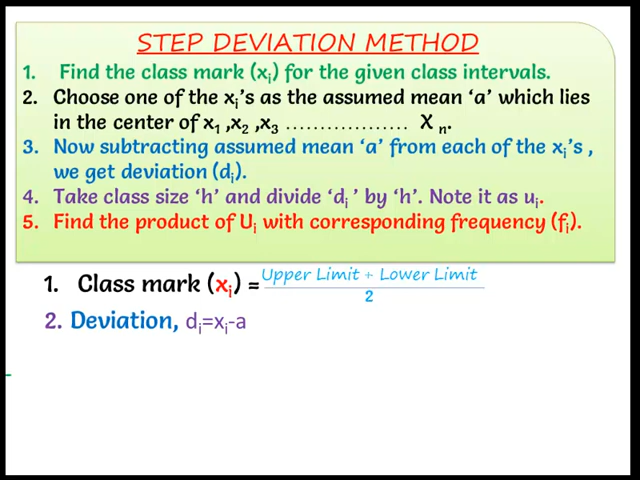 STEP DEVIATION METHOD
1. Find the class mark (xi) for the given class intervals.
2. Choose one of the xi's as the assumed mean 'a' which lies
in the center of x1 ,x2 ,x3 .................. X n.
3. Now subtracting assumed mean 'a' from each of the xi's ,
we get deviation (di).
4. Take class size 'h' and divide 'di ' by 'h'. Note it as ui.
5. Find the product of Ui with corresponding frequency (fi).
1. Class mark (xi) = Upper Limit + Lower Limit
2
2. Deviation, di=xi-a